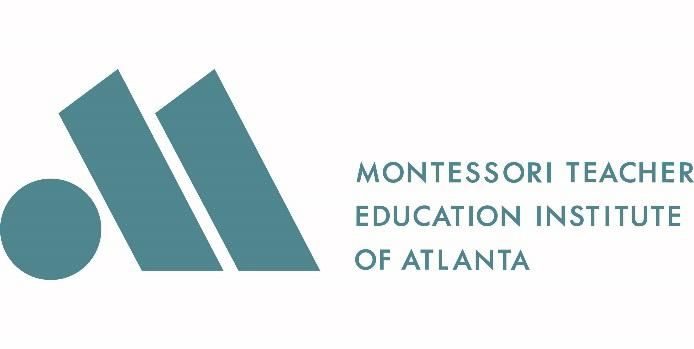 MONTESSORI TEACHER
EDUCATION INSTITUTE
OF ATLANTA